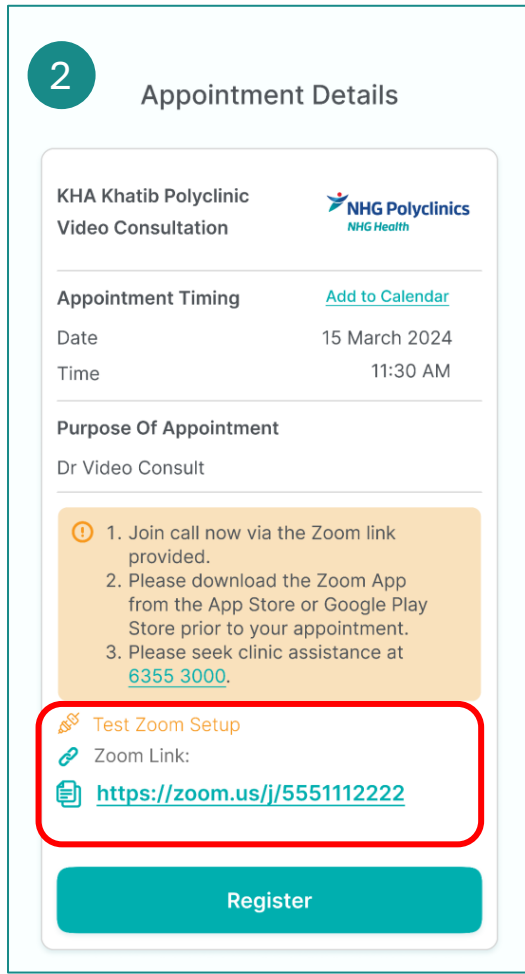 2
Appointment Details
KHA Khatib Polyclinic
Video Consultation
NHG Polyclinics
NHG Health
Appointment Timing
Add to Calendar
Date
15 March 2024
Time
11:30 AM
Purpose Of Appointment
Dr Video Consult
1. Join call now via the Zoom link
provided.
2. Please download the Zoom App
from the App Store or Google Play
Store prior to your appointment.
3. Please seek clinic assistance at
6355 3000.
Test Zoom Setup
Zoom Link:
https://zoom.us/j/5551112222
Register